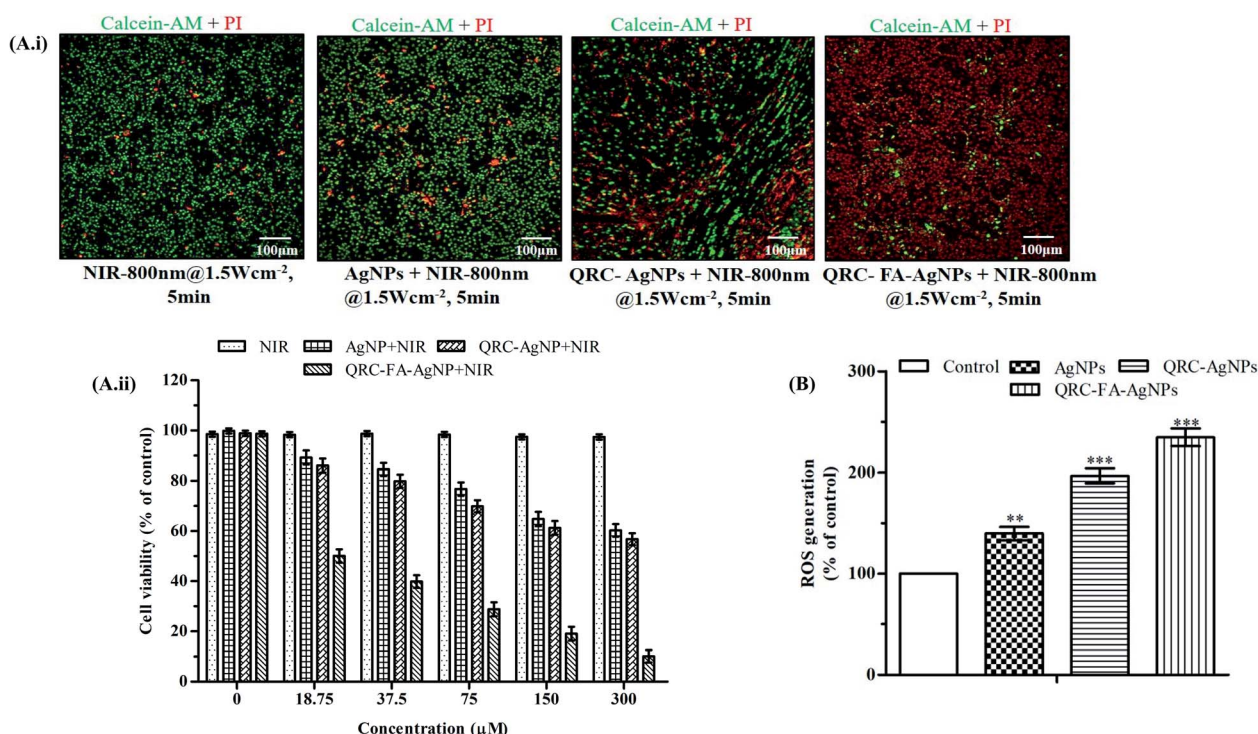 Calcein-AM + PI
Calcein-AM + PI
Calcein-AM + PI
Calcein-AM + PI
(A.i)
100μm
100μm
100μm
100μm
NIR-800nm@1.5Wcm⁻²,
5min
AgNPs + NIR-800nm
@1.5Wcm⁻², 5min
QRC- AgNPs + NIR-800nm
@1.5Wcm⁻², 5min
QRC- FA-AgNPs + NIR-800nm
@1.5Wcm⁻², 5min
(A.ii)
NIR
AgNP+NIR
QRC-AgNP+NIR
QRC-FA-AgNP+NIR
Cell viability (% of control)
120
100
80
60
40
20
0
0
18.75
37.5
75
150
300
Concentration (μM)
(B)
Control
AgNPs
QRC-AgNPs
QRC-FA-AgNPs
ROS generation
(% of control)
300
200
100
0
**
***
***